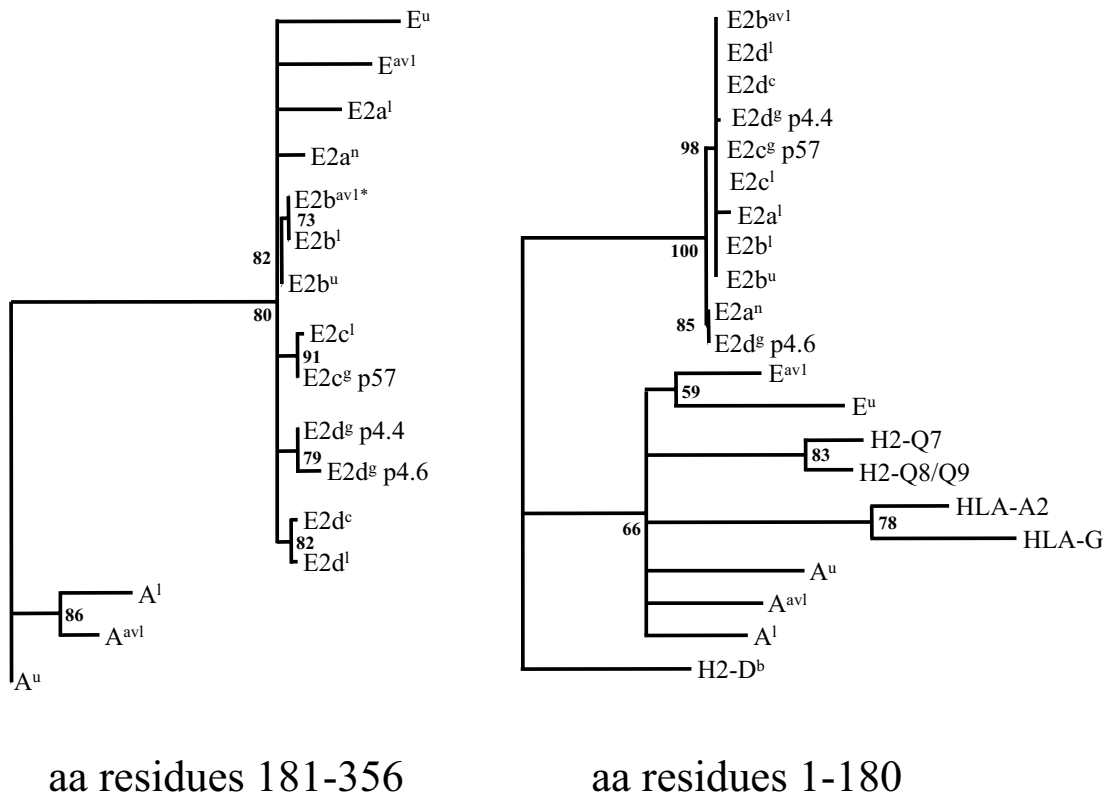 Eᵘ
Eᵃᵛˡ
E2aˡ
E2aⁿ
E2bᵃᵛˡ*
73
E2bˡ
82
E2bᵘ
80
E2cˡ
91
E2cᵍ p57
E2dᵍ p4.4
79
E2dᵍ p4.6
E2dᶜ
82
E2dˡ
Aˡ
86
Aᵃᵛˡ
Aᵘ
aa residues 181-356
E2bᵃᵛˡ
E2dˡ
E2dᶜ
E2dᵍ p4.4
98
E2cᵍ p57
E2cˡ
E2aˡ
E2bˡ
100
E2bᵘ
E2aⁿ
85
E2dᵍ p4.6
Eᵃᵛˡ
59
Eᵘ
H2-Q7
83
H2-Q8/Q9
HLA-A2
78
66
HLA-G
Aᵘ
Aᵃᵛˡ
Aˡ
H2-Dᵇ
aa residues 1-180